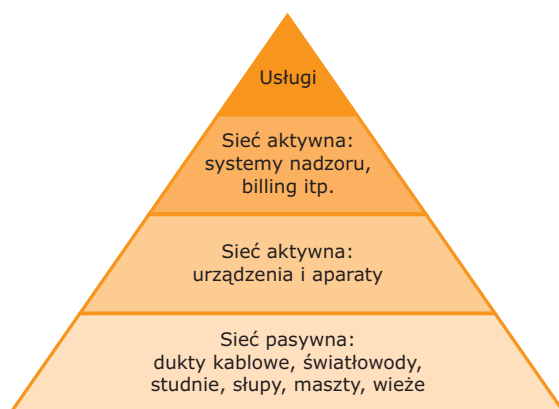 Usługi
Sieć aktywna:
systemy nadzoru,
billing itp.
Sieć aktywna:
urządzenia i aparaty
Sieć pasywna:
dukty kablowe, światłowody,
studnie, słupy, maszty, wieże